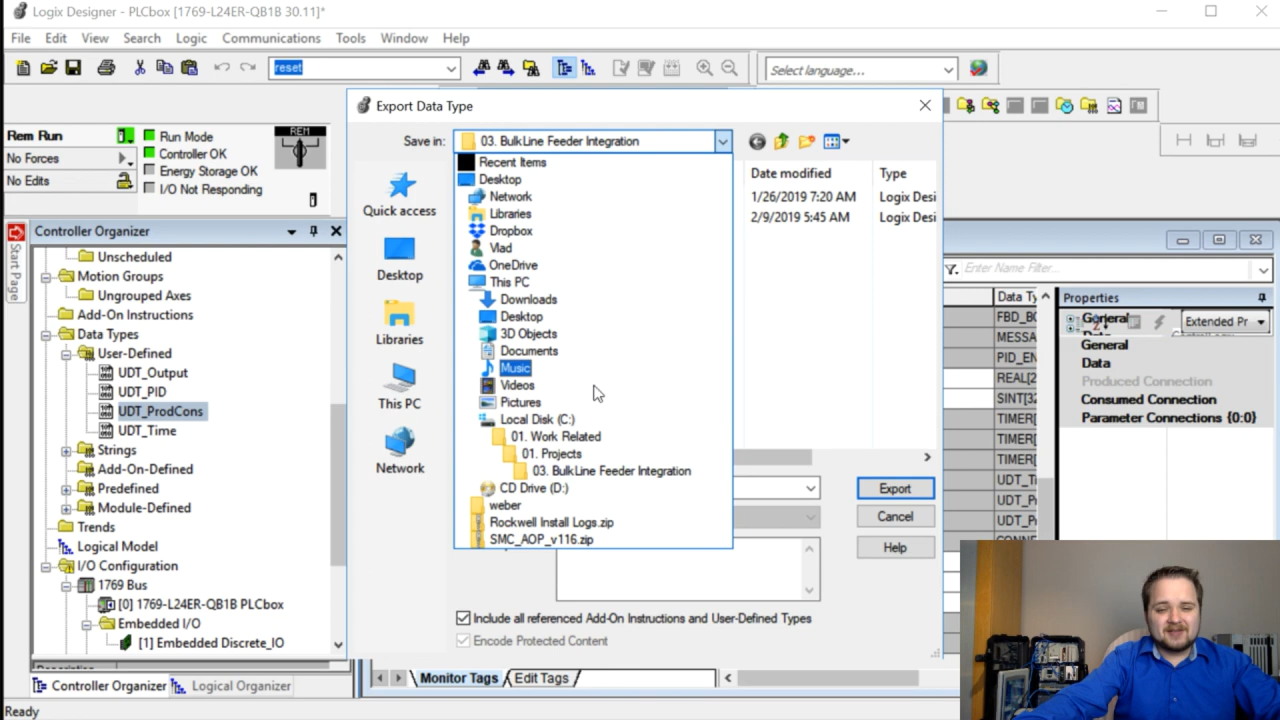 Logix Designer - PLCbox [1769-L24ER-QB1B 30.11]*
File Edit View Search Logic Communications Tools Window Help
reset
Select language...
Export Data Type
Save in:
03. BulkLine Feeder Integration
Rem Run
No Forces
No Edits
Run Mode
Controller OK
Energy Storage OK
I/O Not Responding
REM
Start Page
Controller Organizer
Unscheduled
Motion Groups
Ungrouped Axes
Add-On Instructions
Data Types
User-Defined
UDT_Output
UDT_PID
UDT_ProdCons
UDT_Time
Strings
Add-On-Defined
Predefined
Module-Defined
Trends
Logical Model
I/O Configuration
1769 Bus
[0] 1769-L24ER-QB1B PLCbox
Embedded I/O
[1] Embedded Discrete_IO
Controller Organizer
Logical Organizer
Ready
Quick access
Desktop
Libraries
This PC
Network
Recent Items
Desktop
Network
Libraries
Dropbox
Vlad
OneDrive
This PC
Downloads
Desktop
3D Objects
Documents
Music
Videos
Pictures
Local Disk (C:)
01. Work Related
01. Projects
03. BulkLine Feeder Integration
CD Drive (D:)
weber
Rockwell Install Logs.zip
SMC_AOP_v116.zip
Date modified Type
1/26/2019 7:20 AM Logix Desi
2/9/2019 5:45 AM Logix Desi
Export
Cancel
Help
Include all referenced Add-On Instructions and User-Defined Types
Encode Protected Content
Monitor Tags Edit Tags
Enter Name Filter...
Data Ty
FBD_BO
MESSA
PID_EN
REAL[2
SINT[32
TIMER[
TIMER[
TIMER[
UDT_Ti
UDT_P
UDT_P
Properties
General
Extended Pr
General
Data
Produced Connection
Consumed Connection
Parameter Connections {0:0}